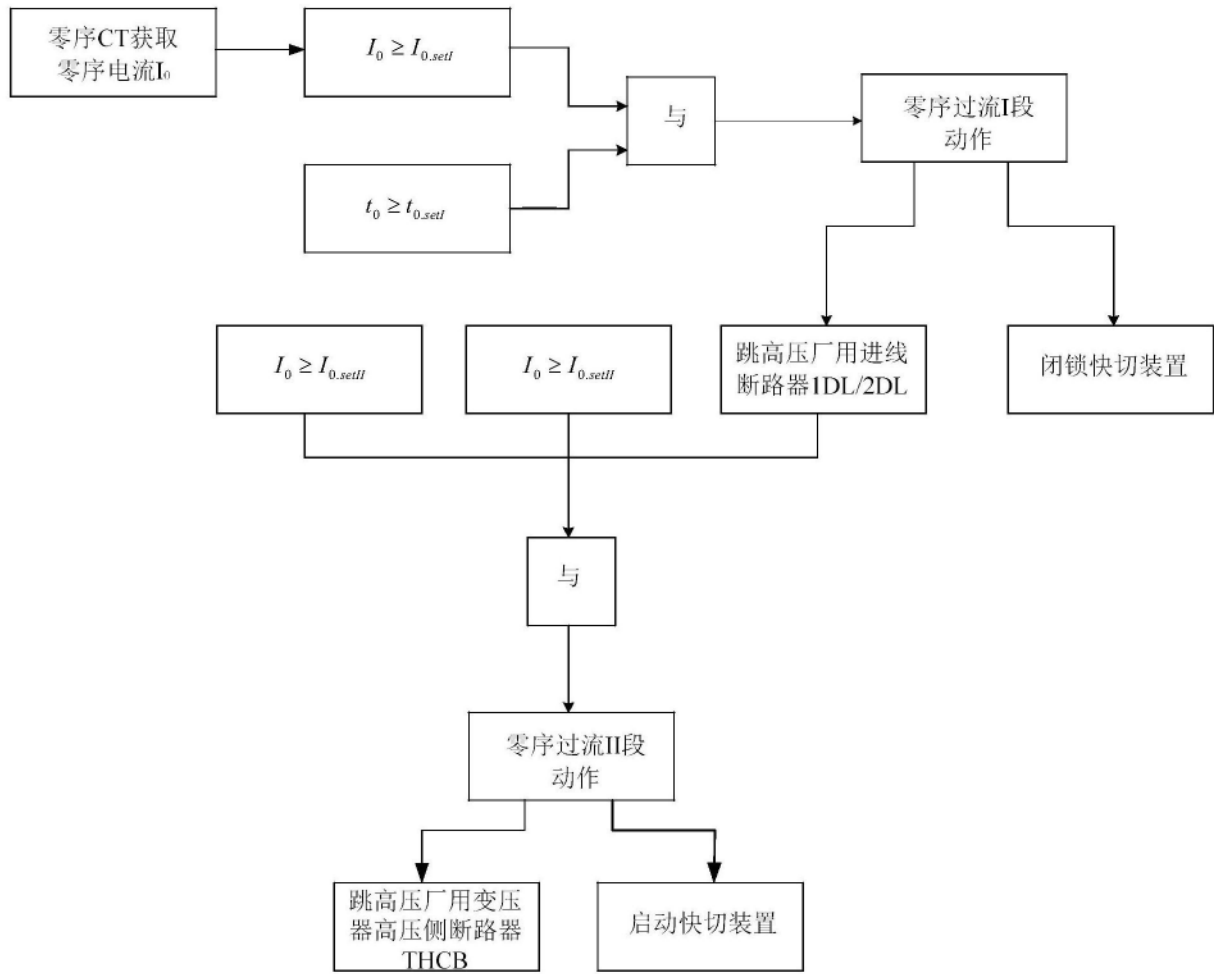 零序CT获取
零序电流I₀
I₀ ≥ I₀.setI
与
零序过流I段
动作
t₀ ≥ t₀.setI
I₀ ≥ I₀.setII
I₀ ≥ I₀.setII
跳高压厂用进线
断路器1DL/2DL
闭锁快切装置
与
零序过流II段
动作
跳高压厂用变压
器高压侧断路器
THCB
启动快切装置